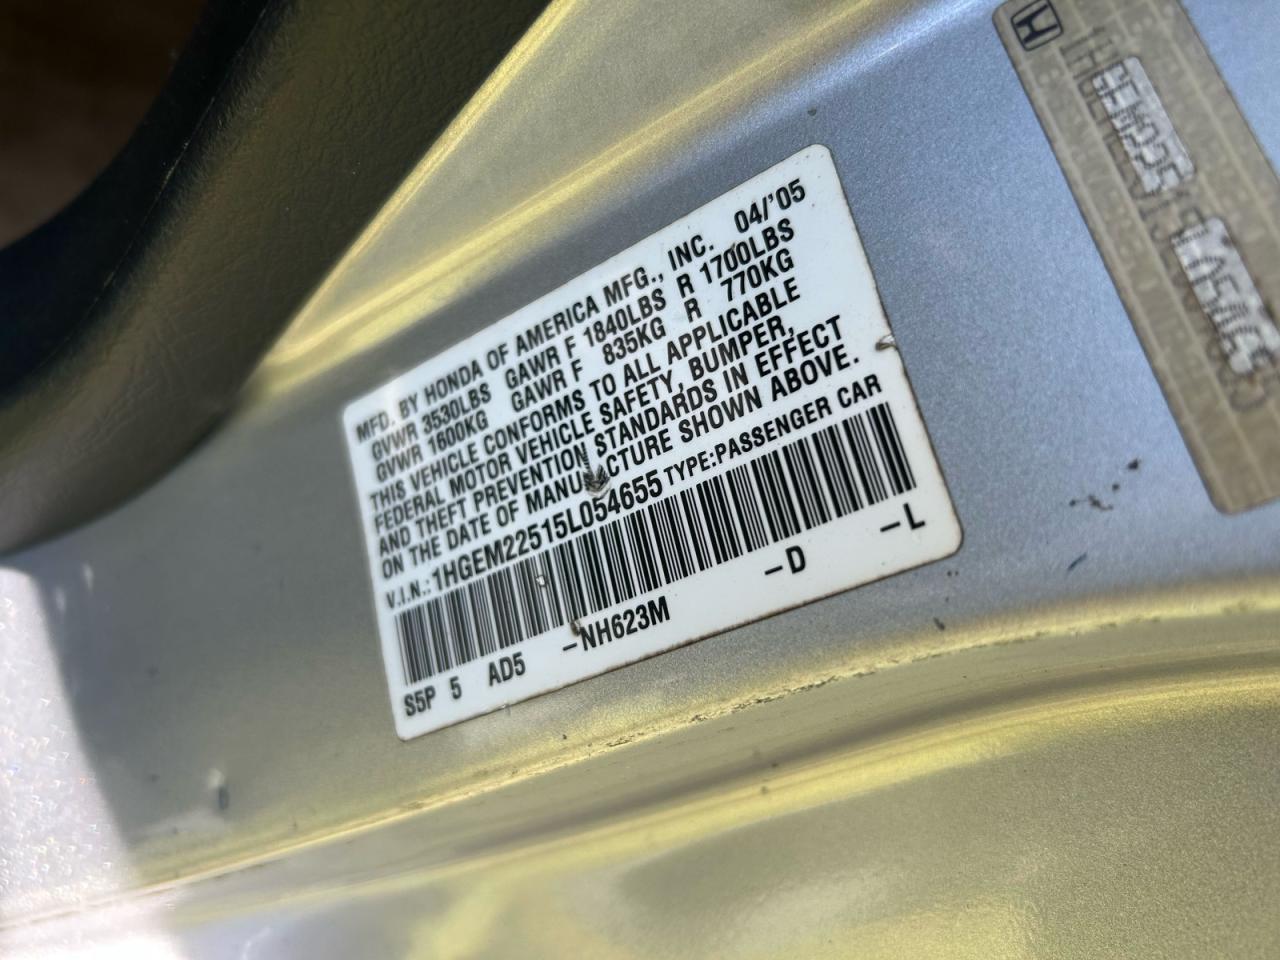 MFD. BY HONDA OF AMERICA MFG., INC. 04/'05
GVWR 3530LBS GAWR F 1840LBS R 1700LBS
GVWR 1600KG GAWR F 835KG R 770KG
THIS VEHICLE CONFORMS TO ALL APPLICABLE
FEDERAL MOTOR VEHICLE SAFETY, BUMPER,
AND THEFT PREVENTION STANDARDS IN EFFECT
ON THE DATE OF MANUFACTURE SHOWN ABOVE.
V.I.N.: 1HGEM22515L054655 TYPE:PASSENGER CAR
S5P 5 AD5 –NH623M –D –L